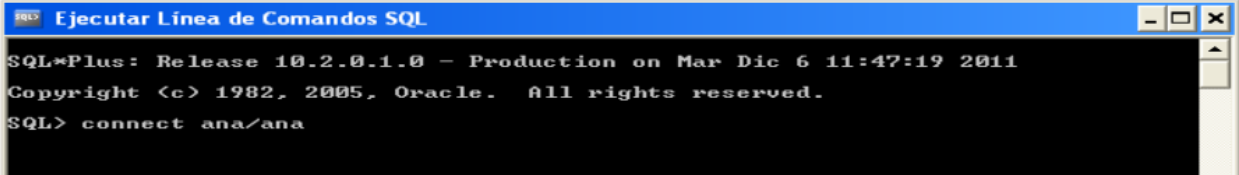 Ejecutar Línea de Comandos SQL
SQL*Plus: Release 10.2.0.1.0 - Production on Mar Dic 6 11:47:19 2011
Copyright (c) 1982, 2005, Oracle.  All rights reserved.
SQL> connect ana/ana